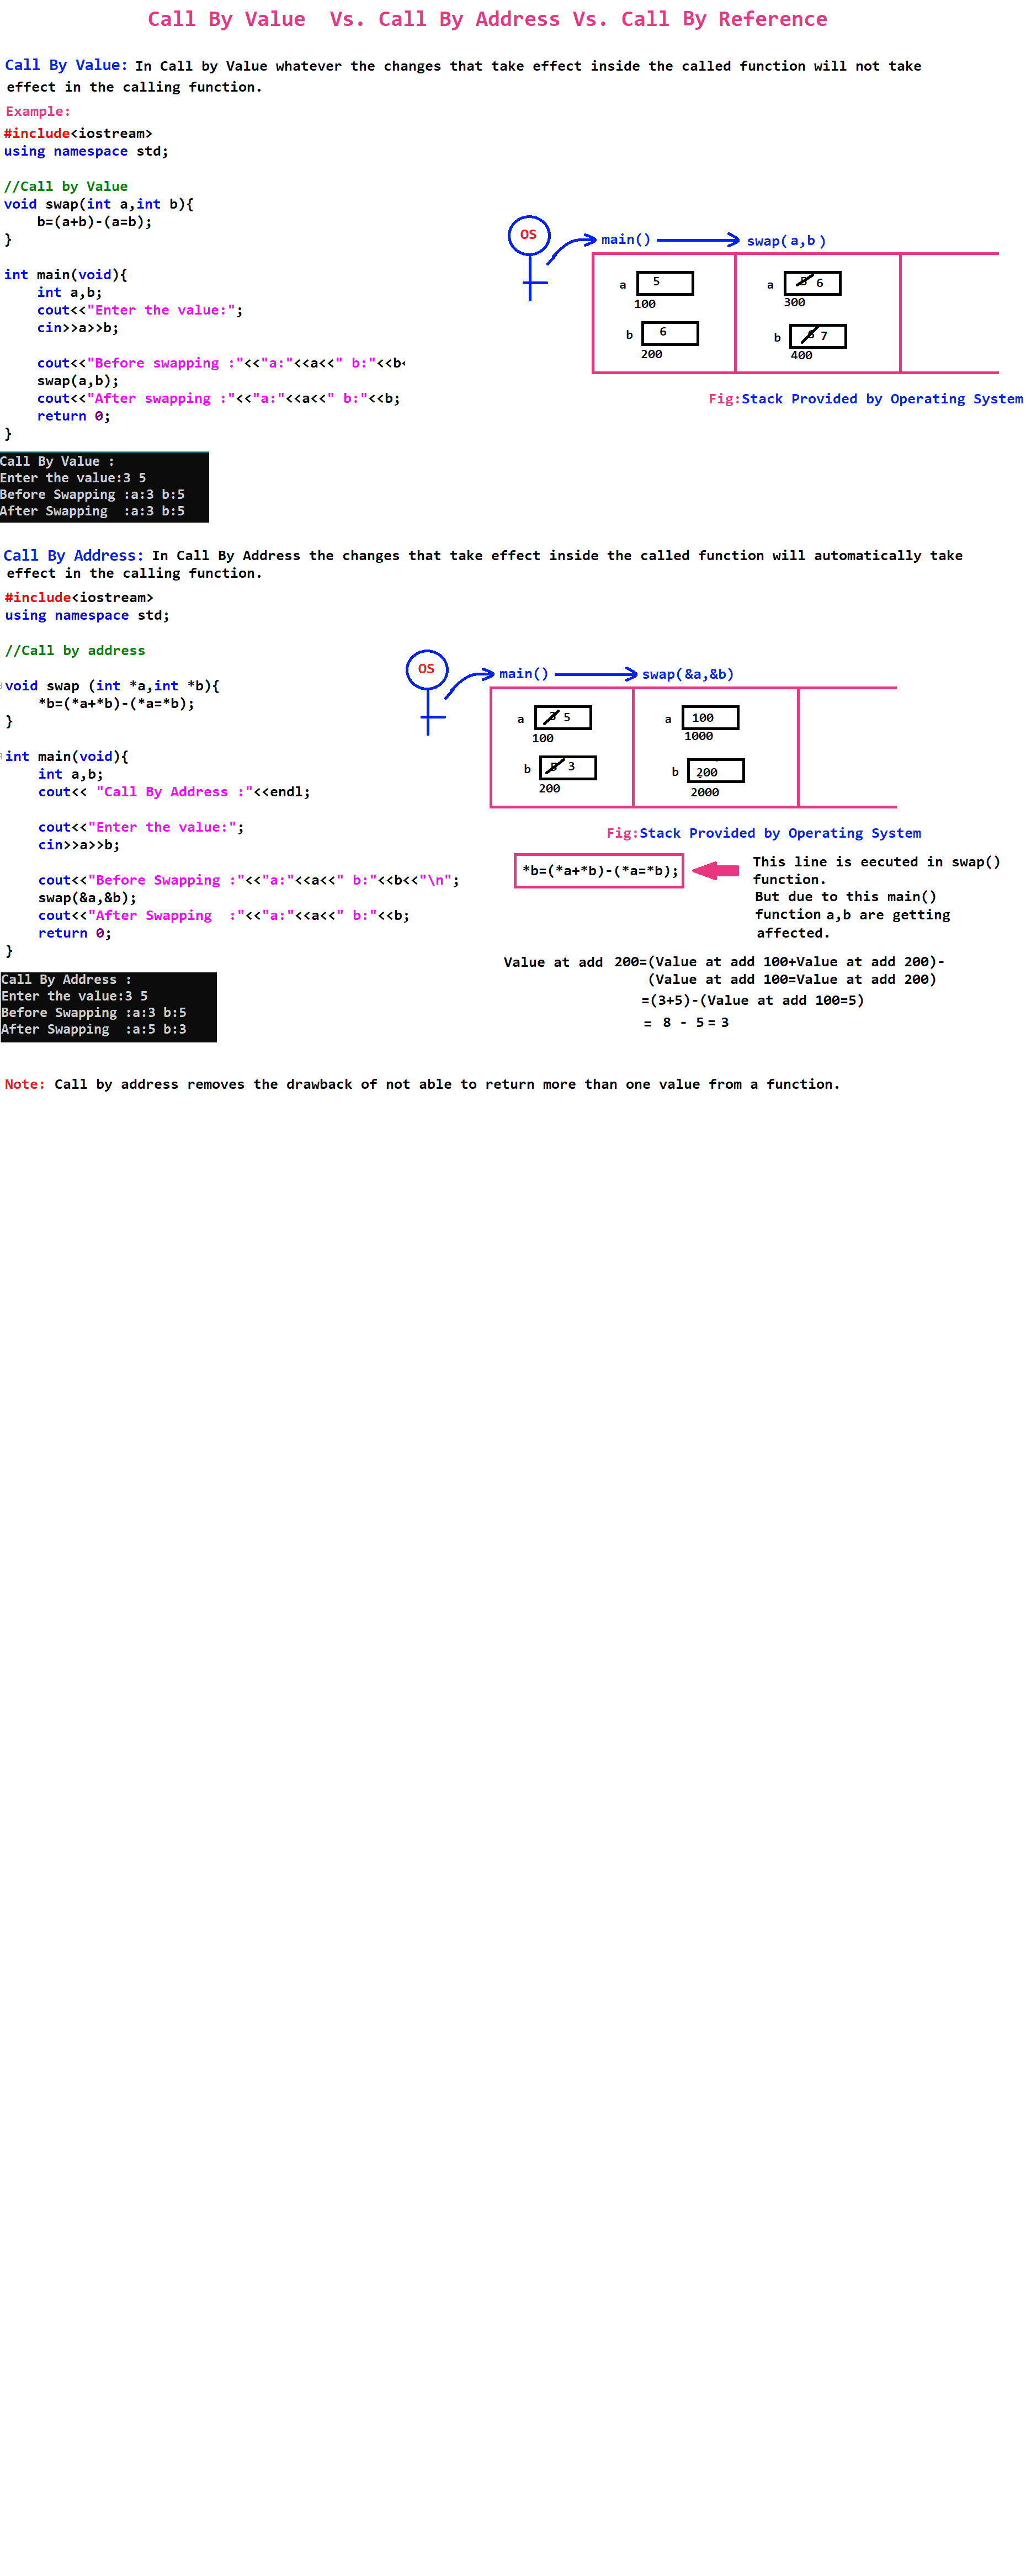 Call By Value  Vs. Call By Address Vs. Call By Reference
Call By Value: In Call by Value whatever the changes that take effect inside the called function will not take
effect in the calling function.
Example:
#include<iostream>
using namespace std;
//Call by Value
void swap(int a,int b){
    b=(a+b)-(a=b);
}
int main(void){
    int a,b;
    cout<<"Enter the value:";
    cin>>a>>b;
    cout<<"Before swapping :"<<"a:"<<a<<" b:"<<b<
    swap(a,b);
    cout<<"After swapping :"<<"a:"<<a<<" b:"<<b;
    return 0;
}
OS
main() swap(a,b)
a 5 a 5 6
100 300
b 6 b 6 7
200 400
Fig:Stack Provided by Operating System
Call By Value :
Enter the value:3 5
Before Swapping :a:3 b:5
After Swapping  :a:3 b:5
Call By Address: In Call By Address the changes that take effect inside the called function will automatically take
effect in the calling function.
#include<iostream>
using namespace std;
//Call by address
void swap (int *a,int *b){
    *b=(*a+*b)-(*a=*b);
}
int main(void){
    int a,b;
    cout<< "Call By Address :"<<endl;
    cout<<"Enter the value:";
    cin>>a>>b;
    cout<<"Before Swapping :"<<"a:"<<a<<" b:"<<b<<"\n";
    swap(&a,&b);
    cout<<"After Swapping  :"<<"a:"<<a<<" b:"<<b;
    return 0;
}
OS
main() swap(&a,&b)
a 3 5 a 100
100 1000
b 5 3 b 200
200 2000
Fig:Stack Provided by Operating System
*b=(*a+*b)-(*a=*b);
This line is eecuted in swap()
function.
But due to this main()
function a,b are getting
affected.
Value at add 200=(Value at add 100+Value at add 200)-
(Value at add 100=Value at add 200)
=(3+5)-(Value at add 100=5)
= 8 - 5 = 3
Call By Address :
Enter the value:3 5
Before Swapping :a:3 b:5
After Swapping  :a:5 b:3
Note: Call by address removes the drawback of not able to return more than one value from a function.